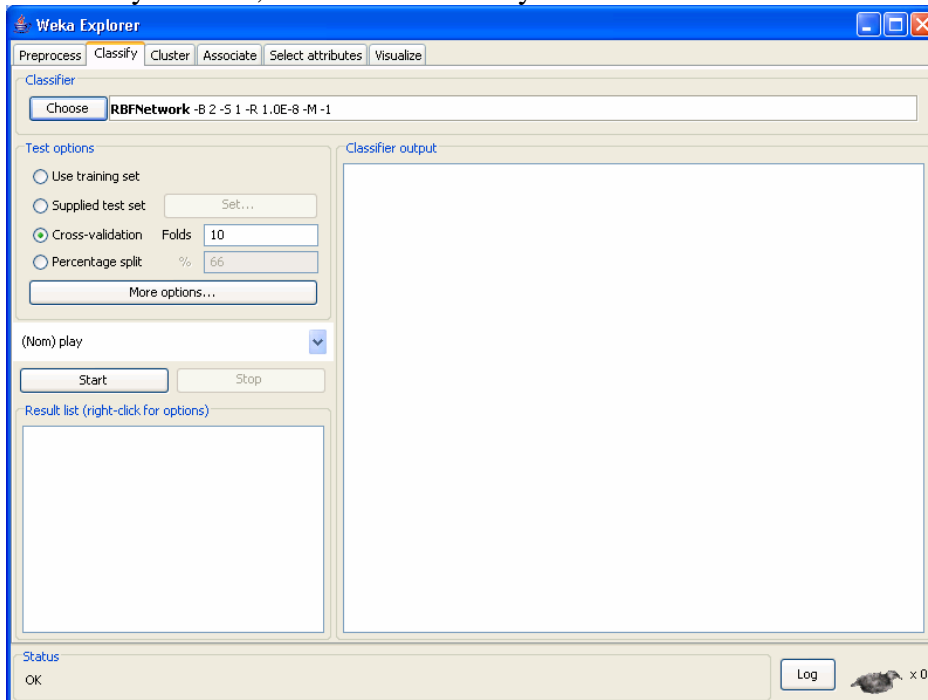 Weka Explorer
Preprocess Classify Cluster Associate Select attributes Visualize
Classifier
Choose RBFNetwork -B 2 -S 1 -R 1.0E-8 -M -1
Test options
Use training set
Supplied test set Set...
Cross-validation Folds 10
Percentage split % 66
More options...
(Nom) play
Start Stop
Result list (right-click for options)
Classifier output
Status
OK
Log x 0